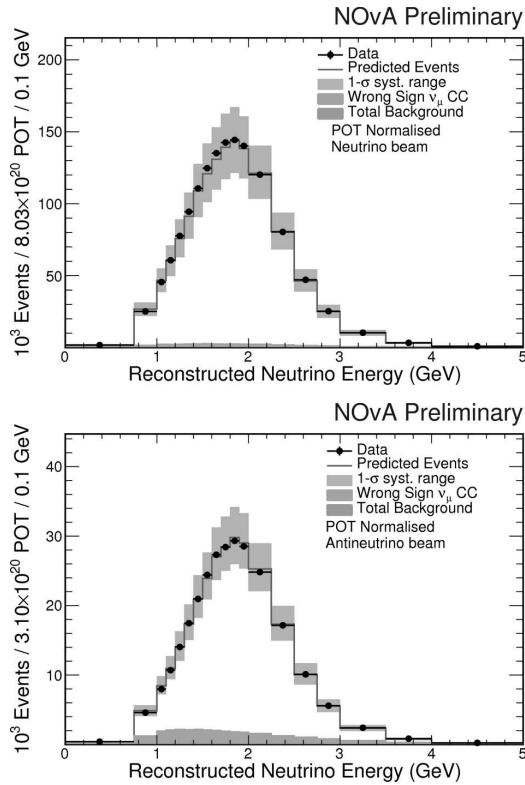 NOvA Preliminary
10³ Events / 8.03×10²⁰ POT / 0.1 GeV
200
150
100
50
Data
Predicted Events
1-σ syst. range
Wrong Sign νμ CC
Total Background
POT Normalised
Neutrino beam
0 1 2 3 4 5
Reconstructed Neutrino Energy (GeV)
NOvA Preliminary
10³ Events / 3.10×10²⁰ POT / 0.1 GeV
40
30
20
10
Data
Predicted Events
1-σ syst. range
Wrong Sign νμ CC
Total Background
POT Normalised
Antineutrino beam
0 1 2 3 4 5
Reconstructed Neutrino Energy (GeV)